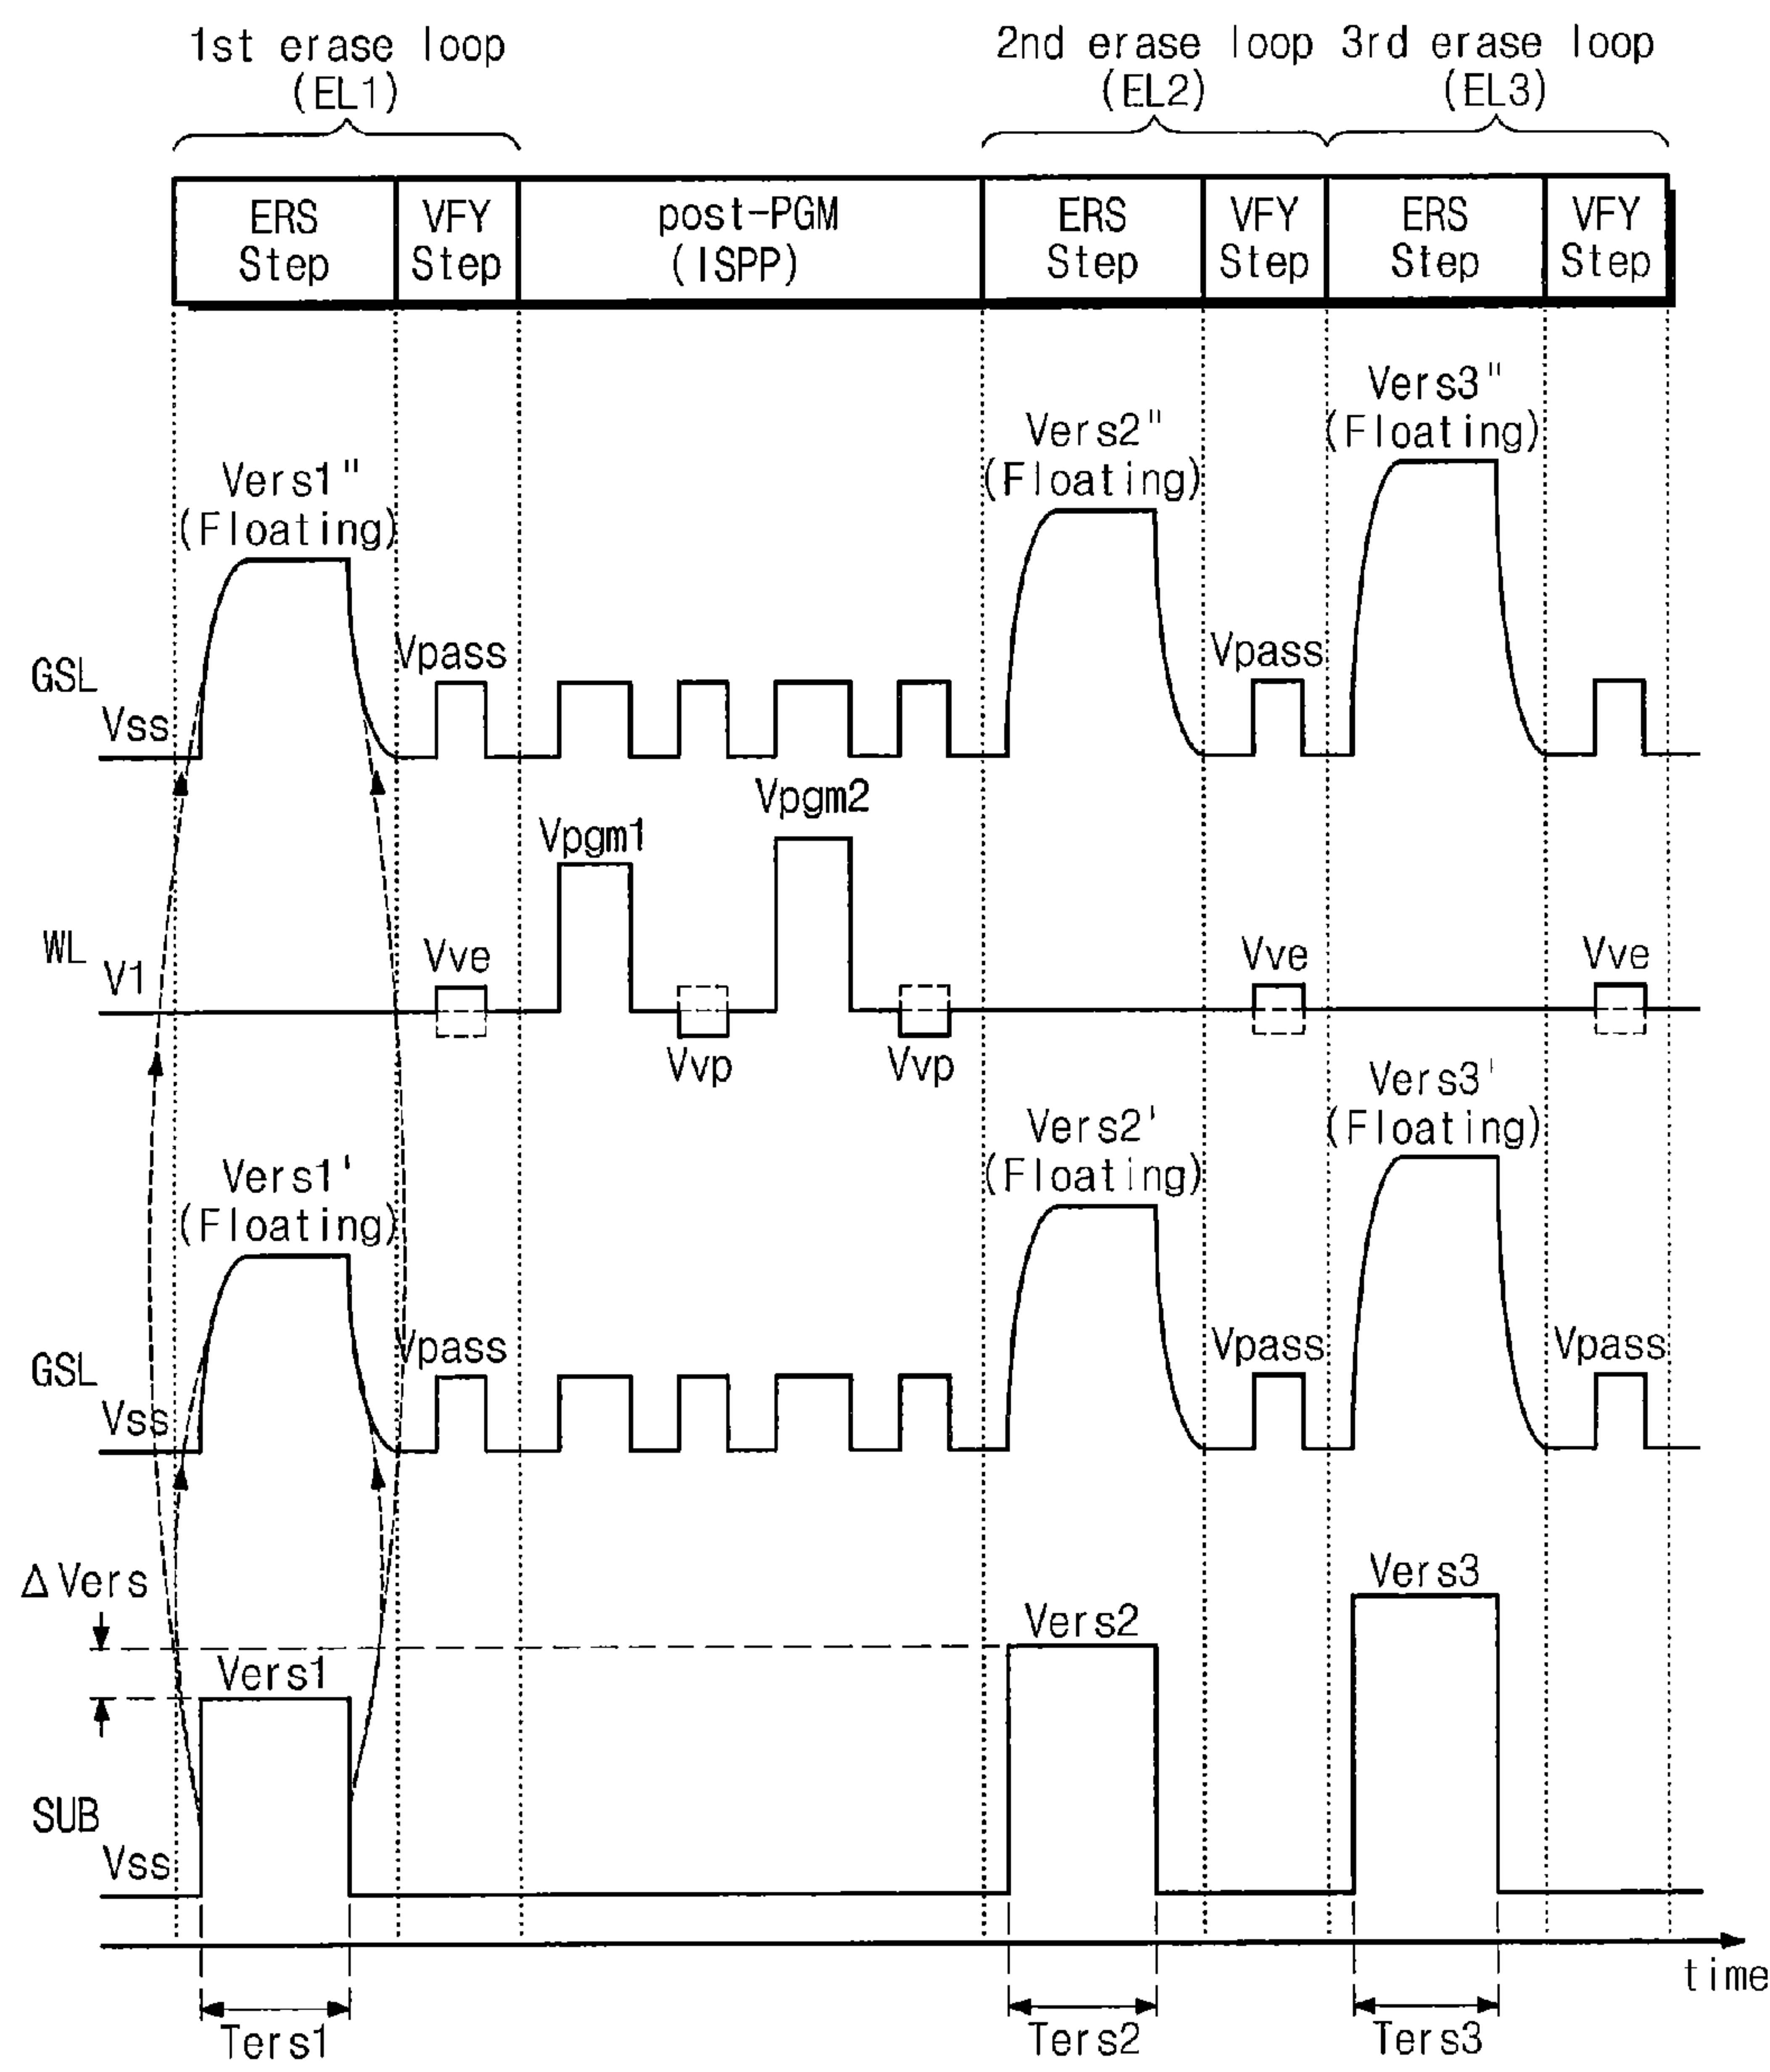 1st erase loop
(EL1)
2nd erase loop
(EL2)
3rd erase loop
(EL3)
ERS
Step
VFY
Step
post-PGM
(ISPP)
ERS
Step
VFY
Step
ERS
Step
VFY
Step
Vers1"
(Floating)
Vers2"
(Floating)
Vers3"
(Floating)
GSL
Vss
Vpass
Vpass
WL
V1
Vve
Vpgm1
Vvp
Vpgm2
Vvp
Vve
Vve
Vers1'
(Floating)
Vers2'
(Floating)
Vers3'
(Floating)
GSL
Vss
Vpass
Vpass
Vpass
ΔVers
Vers1
Vers2
Vers3
SUB
Vss
time
Ters1
Ters2
Ters3